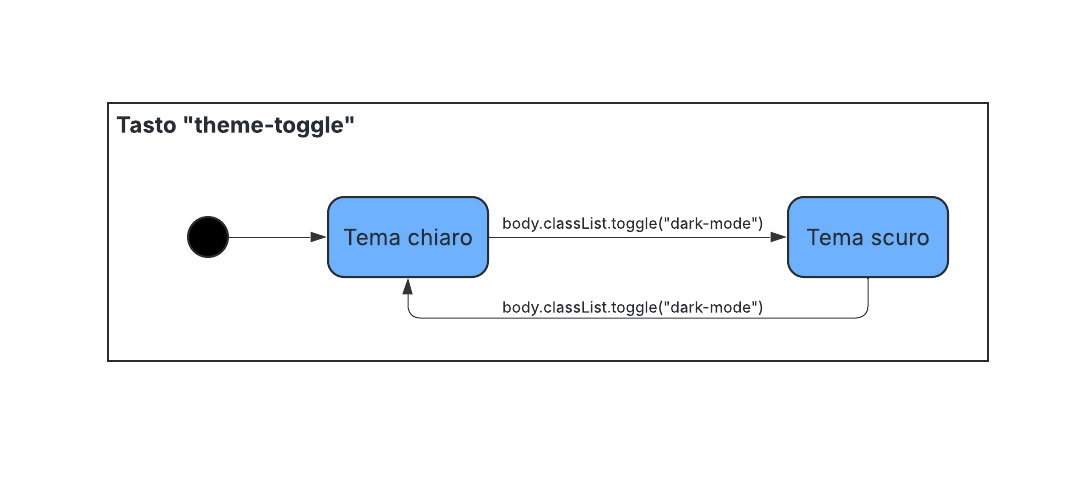 Tasto "theme-toggle"
Tema chiaro
body.classList.toggle("dark-mode")
Tema scuro
body.classList.toggle("dark-mode")